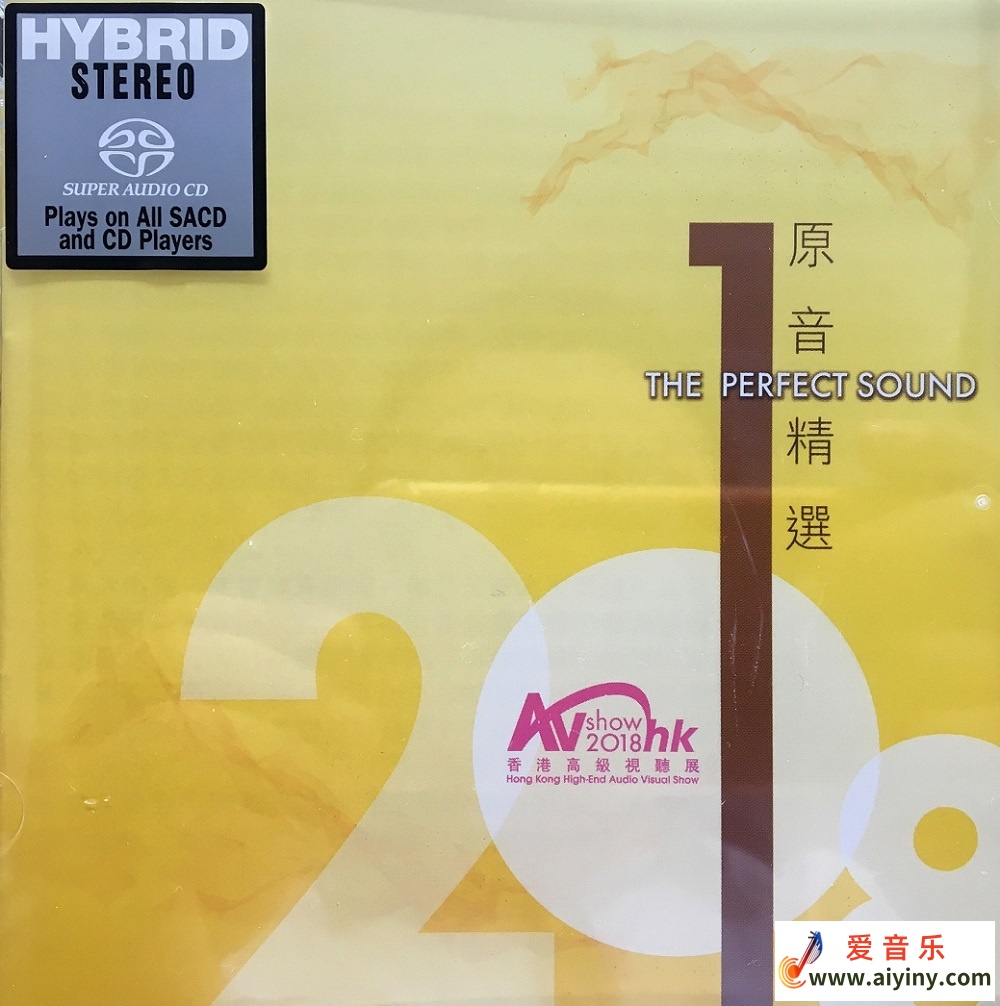 HYBRID
STEREO
SUPER AUDIO CD
Plays on All SACD
and CD Players
原音精選
THE PERFECT SOUND
2018
AV show 2018 hk
香港高級視聽展
Hong Kong High-End Audio Visual Show
爱音乐
www.aiyiny.com